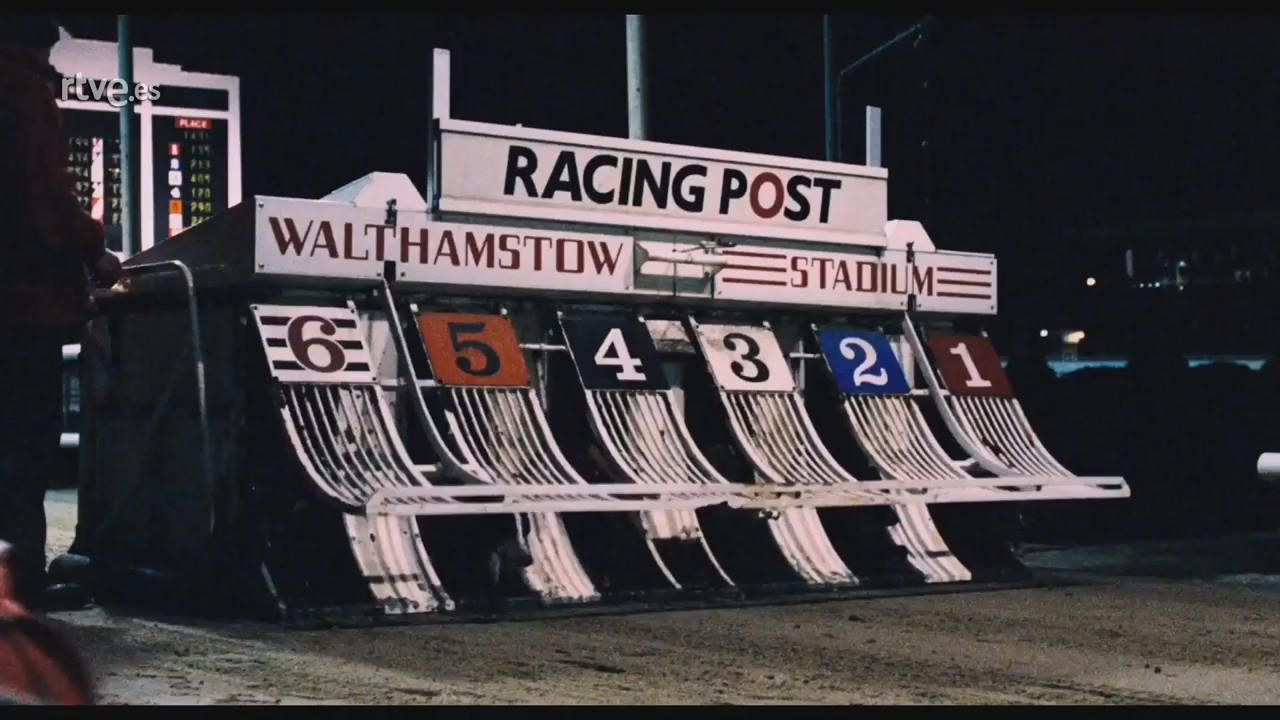 rtve.es
PLACE
RACING POST
WALTHAMSTOW STADIUM
6 5 4 3 2 1